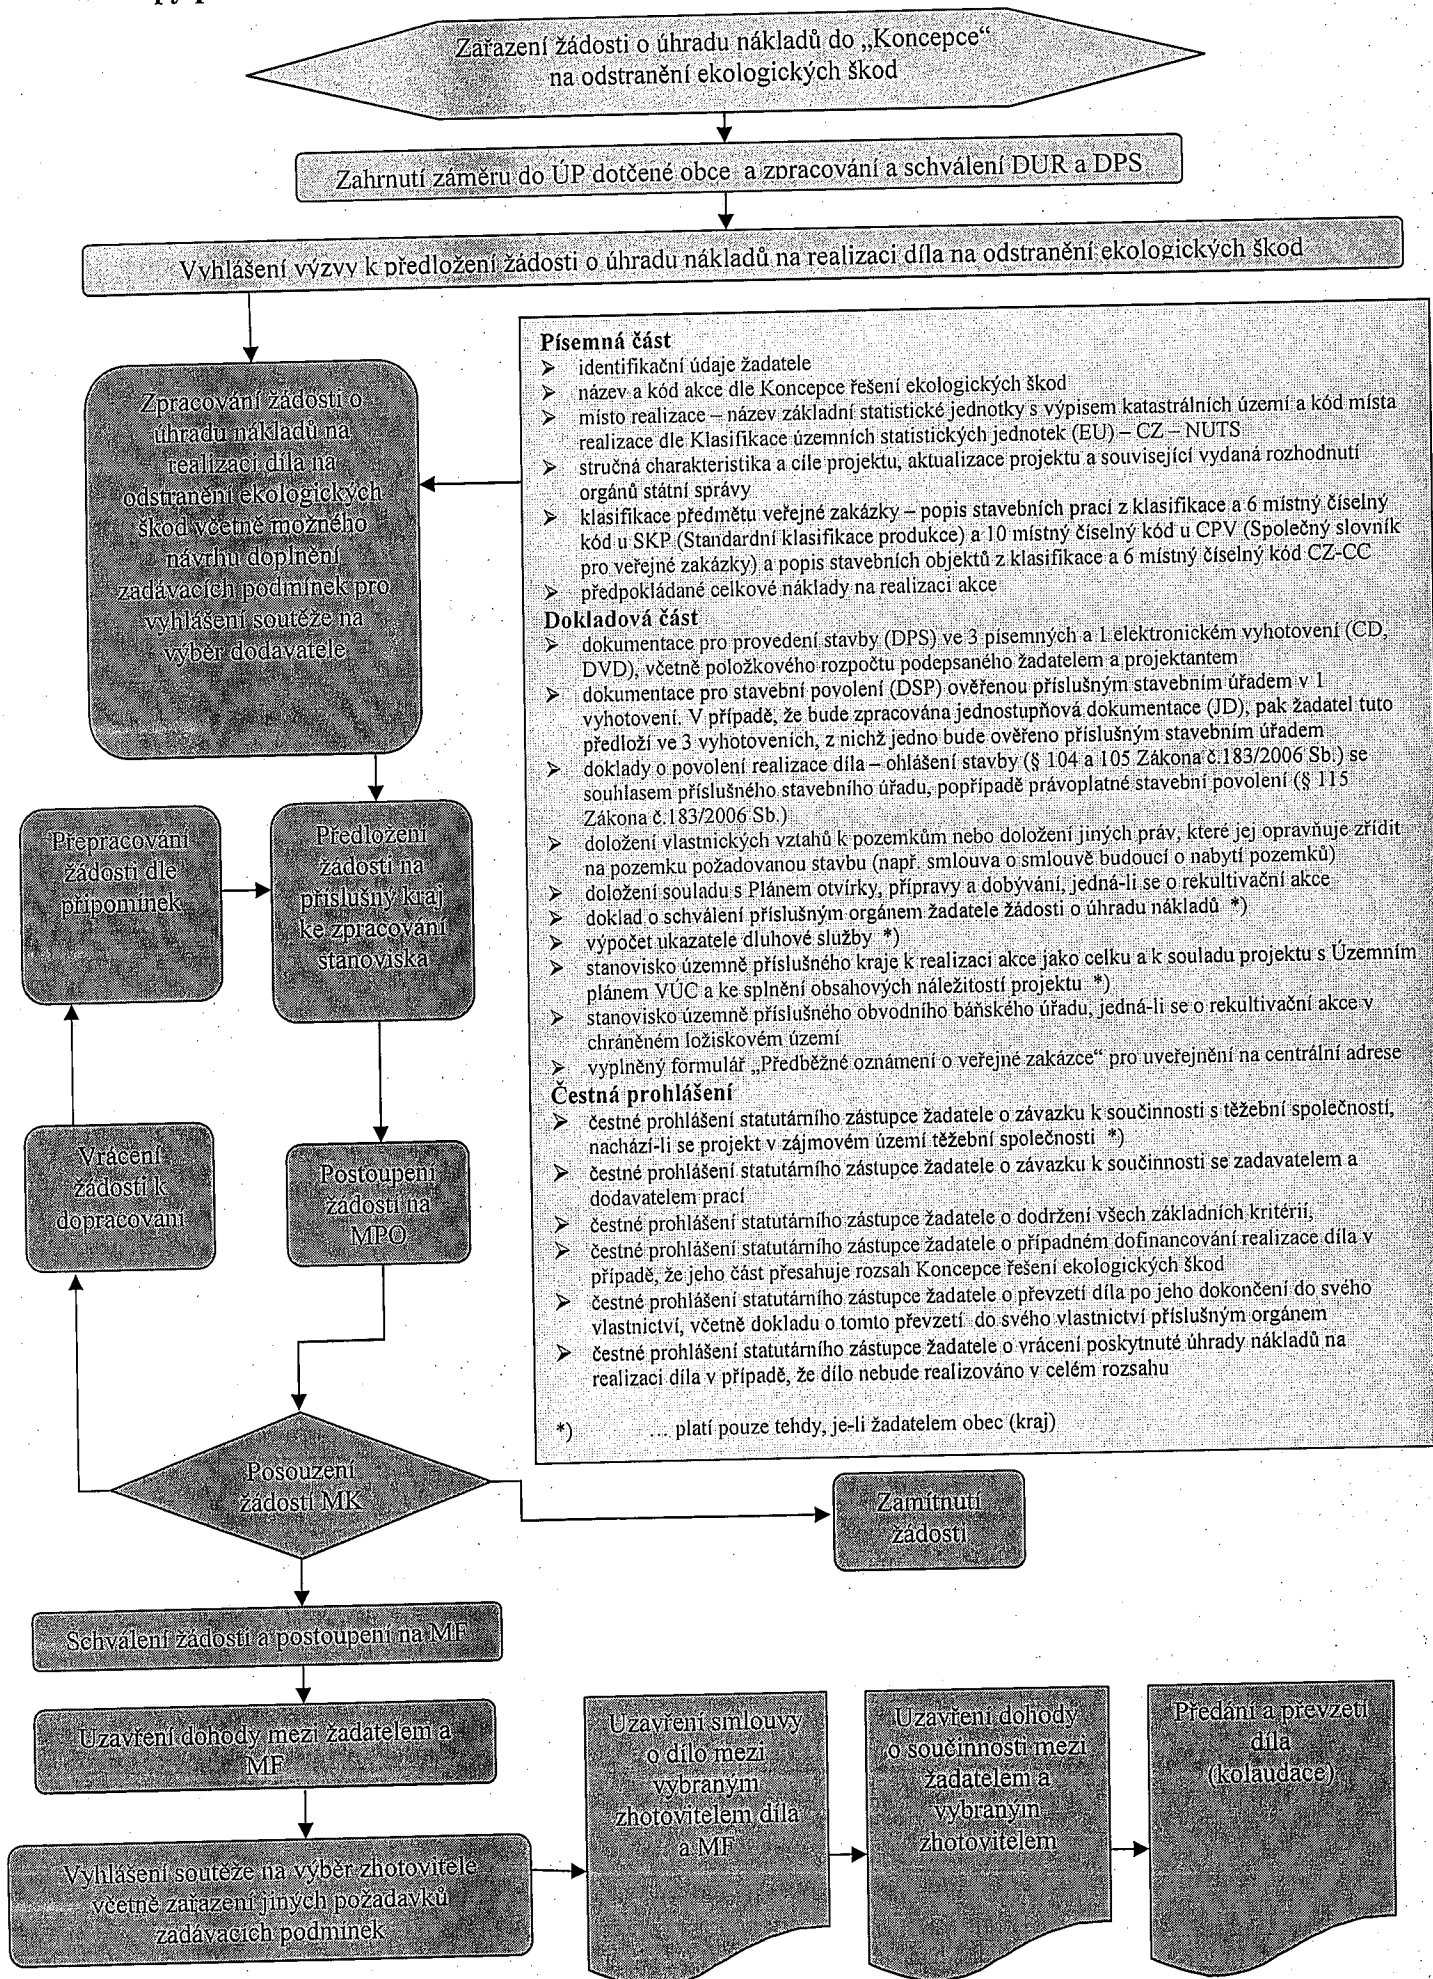 Zařazení žádosti o úhradu nákladů do „Koncepce“
na odstranění ekologických škod
Zahrnutí záměru do ÚP dotčené obce a zpracování a schválení DUR a DPS
Vyhlášení výzvy k předložení žádosti o úhradu nákladů na realizaci díla na odstranění ekologických škod
Zpracování žádosti o
úhradu nákladů na
realizaci díla na
odstranění ekologických
škod včetně možného
návrhu doplnění
zadávacích podmínek pro
vyhlášení soutěže na
výběr dodavatele
Písemná část
➢ identifikační údaje žadatele
➢ název a kód akce dle Koncepce řešení ekologických škod
➢ místo realizace – název základní statistické jednotky s výpisem katastrálních území a kód místa
realizace dle Klasifikace územních statistických jednotek (EU) – CZ – NUTS
➢ stručná charakteristika a cíle projektu, aktualizace projektu a související vydaná rozhodnutí
orgánů státní správy
➢ klasifikace předmětu veřejné zakázky – popis stavebních prací z klasifikace a 6 místný číselný
kód u SKP (Standardní klasifikace produkce) a 10 místný číselný kód u CPV (Společný slovník
pro veřejné zakázky) a popis stavebních objektů z klasifikace a 6 místný číselný kód CZ-CC
➢ předpokládané celkové náklady na realizaci akce
Dokladová část
➢ dokumentace pro provedení stavby (DPS) ve 3 písemných a 1 elektronickém vyhotovení (CD,
DVD), včetně položkového rozpočtu podepsaného žadatelem a projektantem
➢ dokumentace pro stavební povolení (DSP) ověřenou příslušným stavebním úřadem v 1
vyhotovení. V případě, že bude zpracována jednostupňová dokumentace (JD), pak žadatel tuto
předloží ve 3 vyhotoveních, z nichž jedno bude ověřeno příslušným stavebním úřadem
➢ doklady o povolení realizace díla – ohlášení stavby (§ 104 a 105 Zákona č.183/2006 Sb.) se
souhlasem příslušného stavebního úřadu, popřípadě právoplatné stavební povolení (§ 115
Zákona č.183/2006 Sb.)
➢ doložení vlastnických vztahů k pozemkům nebo doložení jiných práv, které jej opravňuje zřídit
na pozemku požadovanou stavbu (např. smlouva o smlouvě budoucí o nabytí pozemků)
➢ doložení souladu s Plánem otvírky, přípravy a dobývání, jedná-li se o rekultivační akce
➢ doklad o schválení příslušným orgánem žadatele žádosti o úhradu nákladů *)
➢ výpočet ukazatele dluhové služby *)
➢ stanovisko územně příslušného kraje k realizaci akce jako celku a k souladu projektu s Územním
plánem VÚC a ke splnění obsahových náležitostí projektu *)
➢ stanovisko územně příslušného obvodního báňského úřadu, jedná-li se o rekultivační akce v
chráněném ložiskovém území
➢ vyplněný formulář „Předběžné oznámení o veřejné zakázce“ pro uveřejnění na centrální adrese
Čestná prohlášení
➢ čestné prohlášení statutárního zástupce žadatele o závazku k součinnosti s těžební společností,
nachází-li se projekt v zájmovém území těžební společnosti *)
➢ čestné prohlášení statutárního zástupce žadatele o závazku k součinnosti se zadavatelem a
dodavatelem prací
➢ čestné prohlášení statutárního zástupce žadatele o dodržení všech základních kritérií,
➢ čestné prohlášení statutárního zástupce žadatele o případném dofinancování realizace díla v
případě, že jeho část přesahuje rozsah Koncepce řešení ekologických škod
➢ čestné prohlášení statutárního zástupce žadatele o převzetí díla po jeho dokončení do svého
vlastnictví, včetně dokladu o tomto převzetí do svého vlastnictví příslušným orgánem
➢ čestné prohlášení statutárního zástupce žadatele o vrácení poskytnuté úhrady nákladů na
realizaci díla v případě, že dílo nebude realizováno v celém rozsahu
*) … platí pouze tehdy, je-li žadatelem obec (kraj)
Přepracování
žádosti dle
připomínek
Předložení
žádosti na
příslušný kraj
ke zpracování
stanoviska
Vrácení
žádosti k
dopracování
Postoupení
žádosti na
MPO
Posouzení
žádosti MK
Zamítnutí
žádosti
Schválení žádosti a postoupení na MF
Uzavření dohody mezi žadatelem a
MF
Vyhlášení soutěže na výběr zhotovitele
včetně zařazení jiných požadavků
zadávacích podmínek
Uzavření smlouvy
o dílo mezi
vybraným
zhotovitelem díla
a MF
Uzavření dohody
o součinnosti mezi
žadatelem a
vybraným
zhotovitelem
Předání a převzetí
díla
(kolaudace)